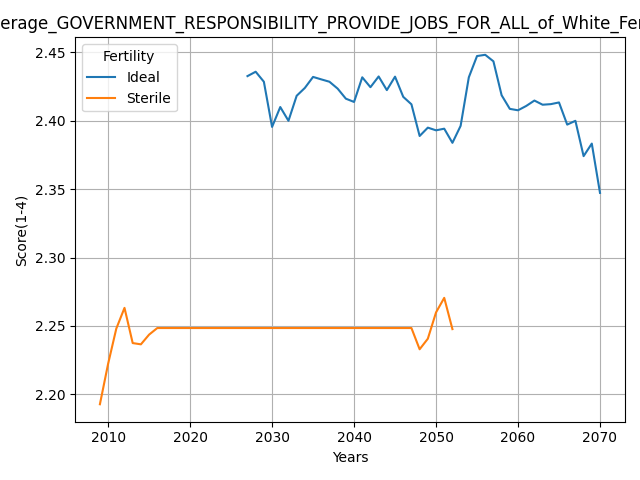 erage_GOVERNMENT_RESPONSIBILITY_PROVIDE_JOBS_FOR_ALL_of_White_Fer
Fertility
Ideal
Sterile
2.45
2.40
2.35
2.30
2.25
2.20
Score(1-4)
2010 2020 2030 2040 2050 2060 2070
Years